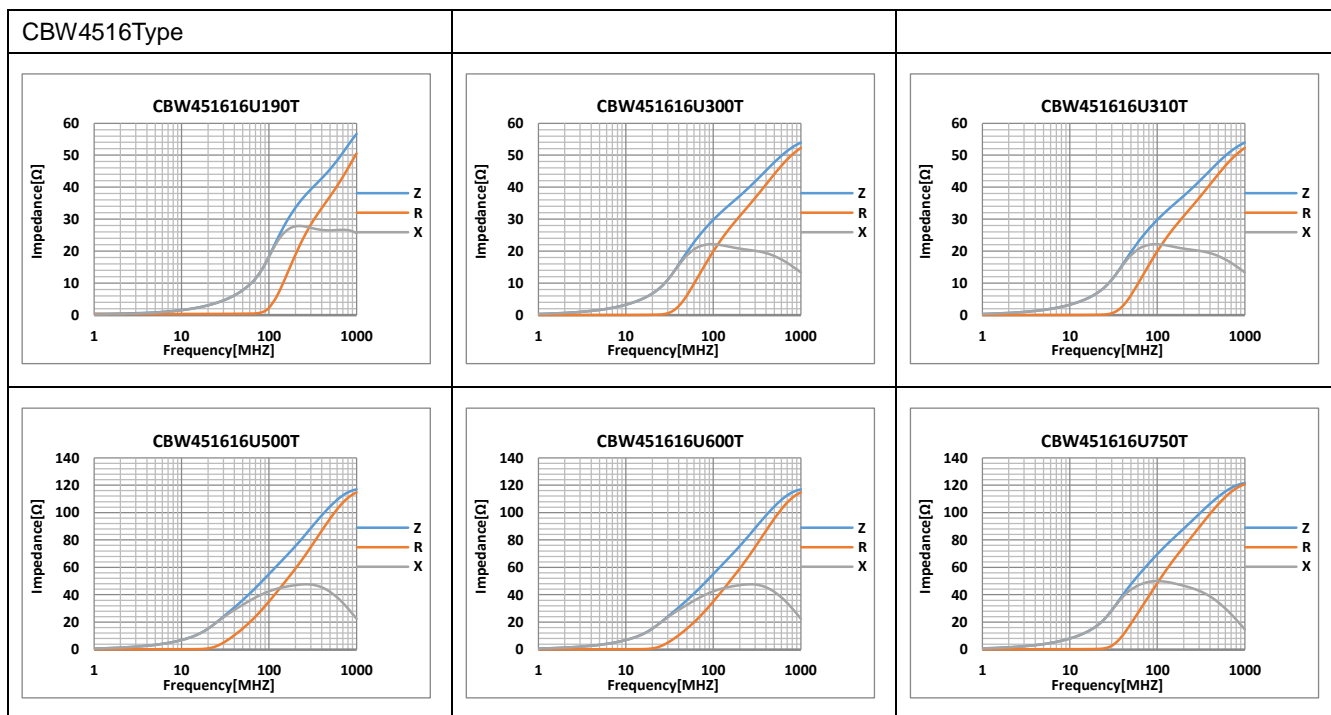 CBW4516Type
CBW451616U190T
60
50
40
30
20
10
0
Impedance[Ω]
1 10 100 1000
Frequency[MHZ]
Z
R
X
CBW451616U300T
60
50
40
30
20
10
0
Impedance[Ω]
1 10 100 1000
Frequency[MHZ]
Z
R
X
CBW451616U310T
60
50
40
30
20
10
0
Impedance[Ω]
1 10 100 1000
Frequency[MHZ]
Z
R
X
CBW451616U500T
140
120
100
80
60
40
20
0
Impedance[Ω]
1 10 100 1000
Frequency[MHZ]
Z
R
X
CBW451616U600T
140
120
100
80
60
40
20
0
Impedance[Ω]
1 10 100 1000
Frequency[MHZ]
Z
R
X
CBW451616U750T
140
120
100
80
60
40
20
0
Impedance[Ω]
1 10 100 1000
Frequency[MHZ]
Z
R
X